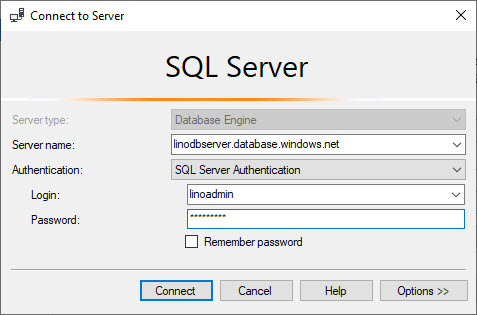 Connect to Server
SQL Server
Server type: Database Engine
Server name: linodbserver.database.windows.net
Authentication: SQL Server Authentication
Login: linoadmin
Password: *********
Remember password
Connect Cancel Help Options >>